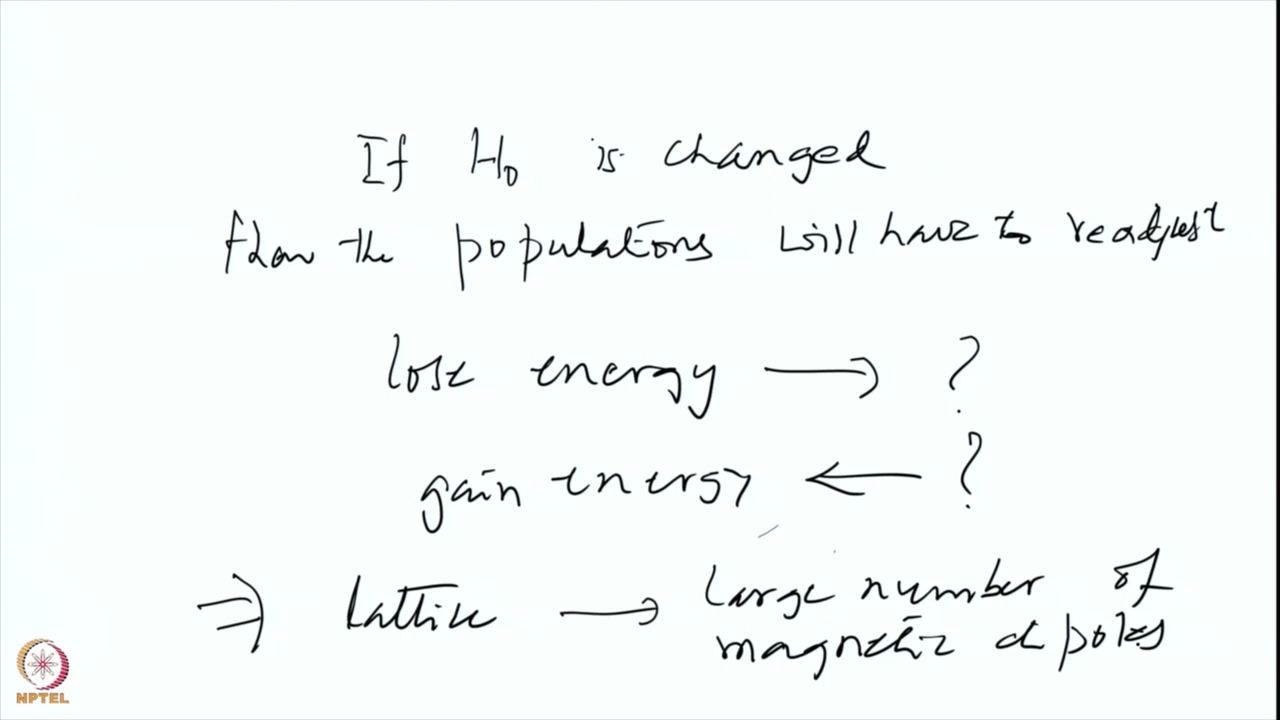 If H₀ is changed
then the populations will have to readjust
lose energy → ?
gain energy ← ?
⇒ lattice → large number of
magnetic dipoles
NPTEL